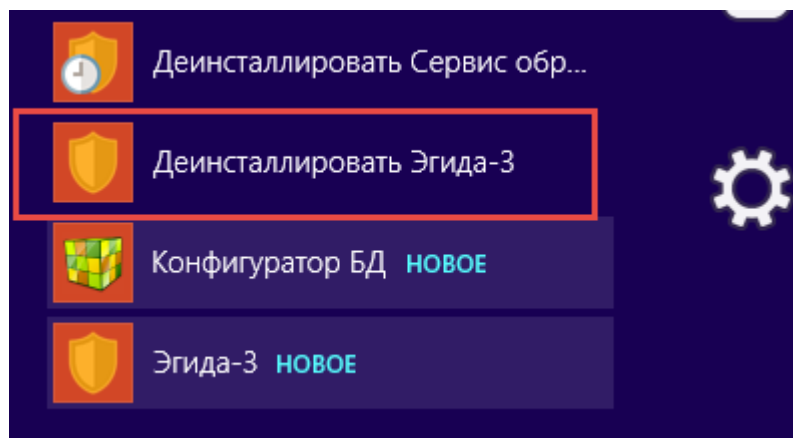 Деинсталлировать Сервис обр...
Деинсталлировать Эгида-3
Конфигуратор БД НОВОЕ
Эгида-3 НОВОЕ